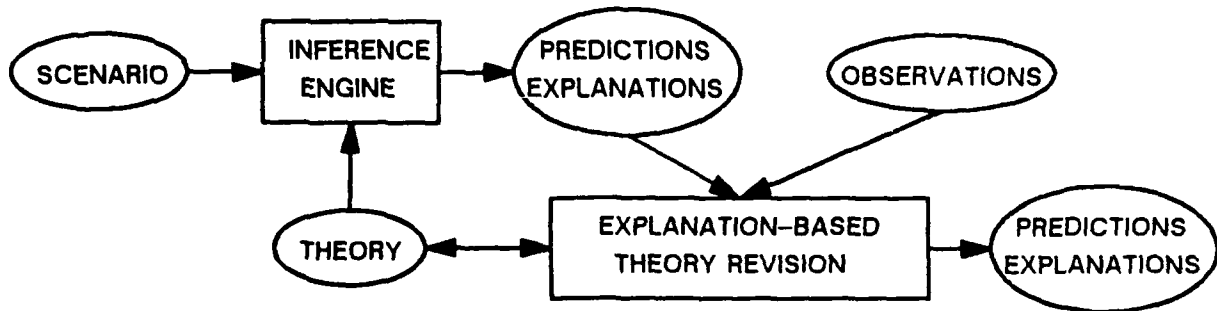 SCENARIO
INFERENCE
ENGINE
PREDICTIONS
EXPLANATIONS
OBSERVATIONS
THEORY
EXPLANATION–BASED
THEORY REVISION
PREDICTIONS
EXPLANATIONS